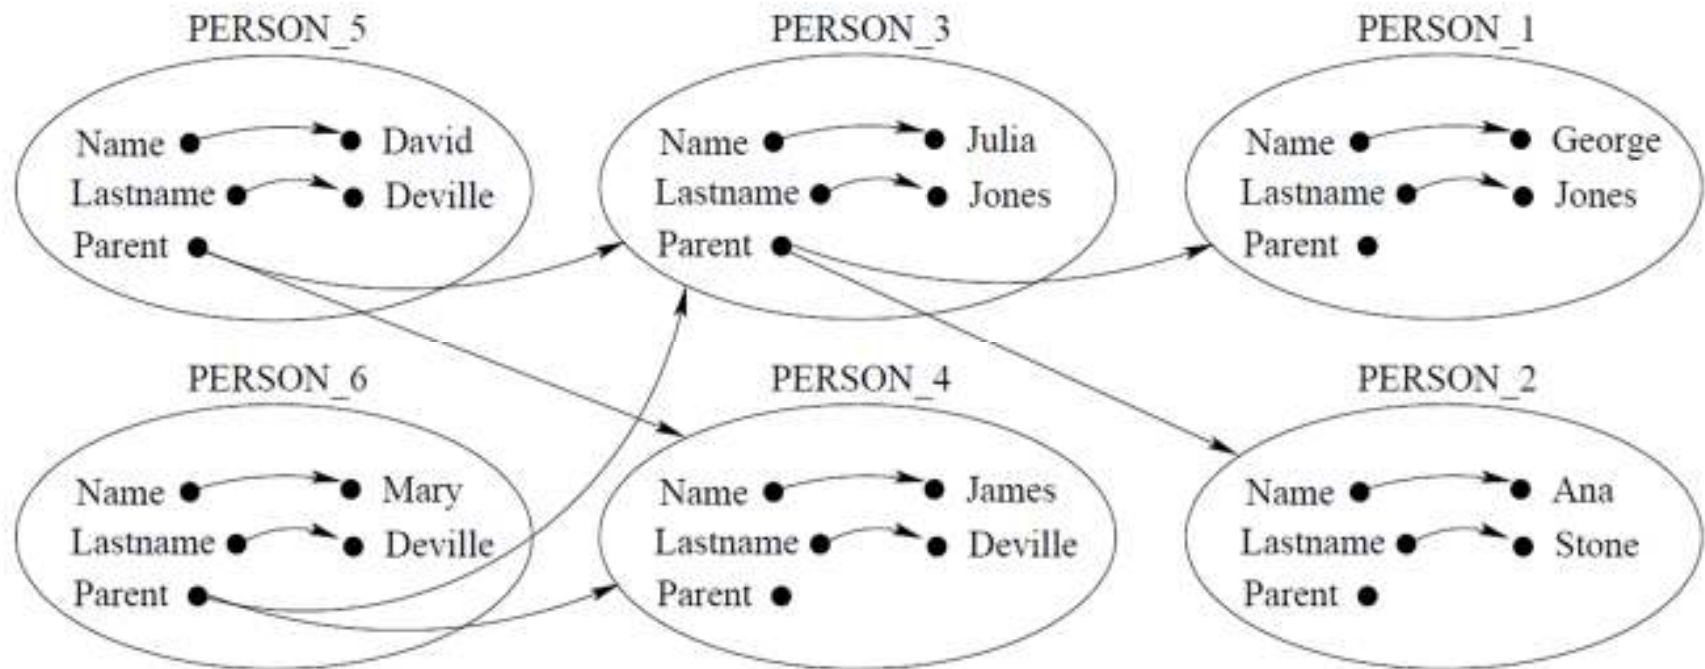 PERSON_5
Name David
Lastname Deville
Parent
PERSON_3
Name Julia
Lastname Jones
Parent
PERSON_1
Name George
Lastname Jones
Parent
PERSON_6
Name Mary
Lastname Deville
Parent
PERSON_4
Name James
Lastname Deville
Parent
PERSON_2
Name Ana
Lastname Stone
Parent